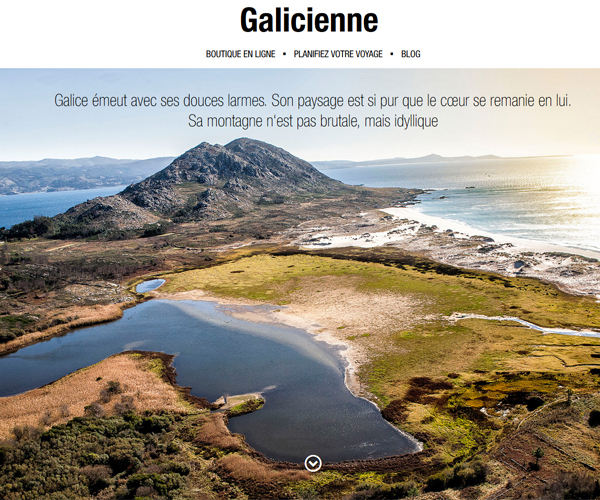 Galicienne
BOUTIQUE EN LIGNE ▪ PLANIFIEZ VOTRE VOYAGE ▪ BLOG
Galice émeut avec ses douces larmes. Son paysage est si pur que le cœur se remanie en lui.
Sa montagne n'est pas brutale, mais idyllique